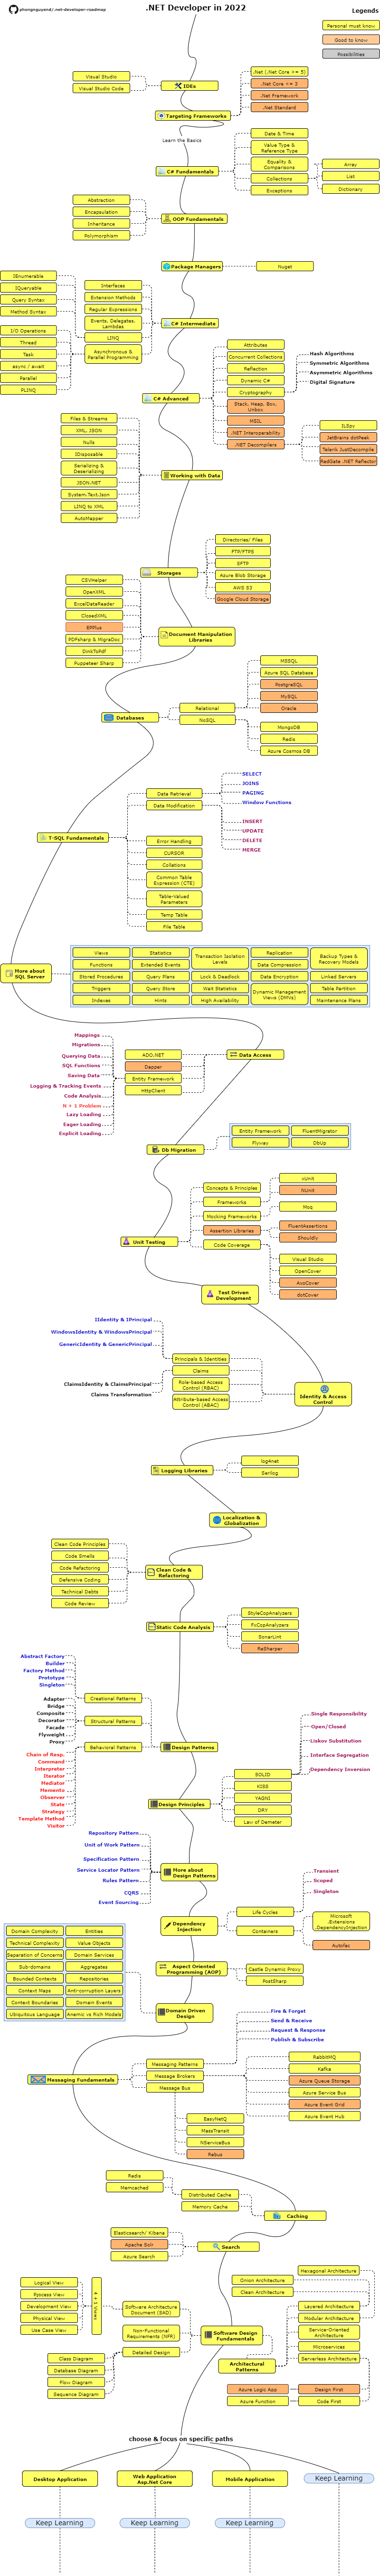 phongnguyend/.net-developer-roadmap
.NET Developer in 2022
Legends
Personal must know
Good to know
Possibilities
Visual Studio
Visual Studio Code
IDEs
.Net (.Net Core >= 5)
.Net Core <= 3
.Net Framework
.Net Standard
Targeting Frameworks
Learn the Basics
C# Fundamentals
Date & Time
Value Type &
Reference Type
Equality &
Comparisons
Collections
Exceptions
Array
List
Dictionary
Abstraction
Encapsulation
Inheritance
Polymorphism
OOP Fundamentals
Package Managers
Nuget
IEnumerable
IQueryable
Query Syntax
Method Syntax
I/O Operations
Thread
Task
async / await
Parallel
PLINQ
Interfaces
Extension Methods
Regular Expressions
Events, Delegates,
Lambdas
LINQ
Asynchronous &
Parallel Programming
C# Intermediate
C# Advanced
Attributes
Concurrent Collections
Reflection
Dynamic C#
Cryptography
Stack, Heap, Box,
Unbox
MSIL
.NET Interoperability
.NET Decompilers
Hash Algorithms
Symmetric Algorithms
Asymmetric Algorithms
Digital Signature
ILSpy
JetBrains dotPeek
Telerik JustDecompile
RedGate .NET Reflector
Files & Streams
XML, JSON
Nulls
IDisposable
Serializing &
Deserializing
JSON.NET
System.Text.Json
LINQ to XML
AutoMapper
Working with Data
Storages
Directories/ Files
FTP/FTPS
SFTP
Azure Blob Storage
AWS S3
Google Cloud Storage
CSVHelper
OpenXML
ExcelDataReader
ClosedXML
EPPlus
PDFsharp & MigraDoc
DinkToPdf
Puppeteer Sharp
Document Manipulation
Libraries
Databases
Relational
NoSQL
MSSQL
Azure SQL Database
PostgreSQL
MySQL
Oracle
MongoDB
Redis
Azure Cosmos DB
T-SQL Fundamentals
Data Retrieval
Data Modification
Error Handling
CURSOR
Collations
Common Table
Expression (CTE)
Table-Valued
Parameters
Temp Table
File Table
SELECT
JOINS
PAGING
Window Functions
INSERT
UPDATE
DELETE
MERGE
More about
SQL Server
Views
Statistics
Transaction Isolation
Levels
Replication
Backup Types &
Recovery Models
Functions
Extended Events
Data Compression
Stored Procedures
Query Plans
Lock & Deadlock
Data Encryption
Linked Servers
Triggers
Query Store
Wait Statistics
Dynamic Management
Views (DMVs)
Table Partition
Indexes
Hints
High Availability
Maintenance Plans
Mappings
Migrations
Querying Data
SQL Functions
Saving Data
Logging & Tracking Events
Code Analysis
N + 1 Problem
Lazy Loading
Eager Loading
Explicit Loading
ADO.NET
Dapper
Entity Framework
HttpClient
Data Access
Db Migration
Entity Framework
FluentMigrator
Flyway
DbUp
Unit Testing
Concepts & Principles
Frameworks
Mocking Frameworks
Assertion Libraries
Code Coverage
xUnit
NUnit
Moq
FluentAssertions
Shouldly
Visual Studio
OpenCover
AxoCover
dotCover
Test Driven
Development
IIdentity & IPrincipal
WindowsIdentity & WindowsPrincipal
GenericIdentity & GenericPrincipal
ClaimsIdentity & ClaimsPrincipal
Claims Transformation
Principals & Identities
Claims
Role-based Access
Control (RBAC)
Attribute-based Access
Control (ABAC)
Identity & Access
Control
Logging Libraries
log4net
Serilog
Localization &
Globalization
Clean Code Principles
Code Smells
Code Refactoring
Defensive Coding
Technical Debts
Code Review
Clean Code &
Refactoring
Static Code Analysis
StyleCopAnalyzers
FxCopAnalyzers
SonarLint
ReSharper
Abstract Factory
Builder
Factory Method
Prototype
Singleton
Adapter
Bridge
Composite
Decorator
Facade
Flyweight
Proxy
Chain of Resp.
Command
Interpreter
Iterator
Mediator
Memento
Observer
State
Strategy
Template Method
Visitor
Creational Patterns
Structural Patterns
Behavioral Patterns
Design Patterns
Design Principles
SOLID
KISS
YAGNI
DRY
Law of Demeter
Single Responsibility
Open/Closed
Liskov Substitution
Interface Segregation
Dependency Inversion
Repository Pattern
Unit of Work Pattern
Specification Pattern
Service Locator Pattern
Rules Pattern
CQRS
Event Sourcing
More about
Design Patterns
Dependency
Injection
Life Cycles
Containers
Transient
Scoped
Singleton
Microsoft
.Extensions
.DependencyInjection
Autofac
Aspect Oriented
Programming (AOP)
Castle Dynamic Proxy
PostSharp
Domain Complexity
Entities
Technical Complexity
Value Objects
Separation of Concerns
Domain Services
Sub-domains
Aggregates
Bounded Contexts
Repositories
Context Maps
Anti-corruption Layers
Context Boundaries
Domain Events
Ubiquitous Language
Anemic vs Rich Models
Domain Driven
Design
Messaging Fundamentals
Messaging Patterns
Message Brokers
Message Bus
Fire & Forget
Send & Receive
Request & Response
Publish & Subscribe
RabbitMQ
Kafka
Azure Queue Storage
Azure Service Bus
Azure Event Grid
Azure Event Hub
EasyNetQ
MassTransit
NServiceBus
Rebus
Redis
Memcached
Distributed Cache
Memory Cache
Caching
Elasticsearch/ Kibana
Apache Solr
Azure Search
Search
Logical View
Process View
Development View
Physical View
Use Case View
4 + 1 Views
Software Architecture
Document (SAD)
Non-Functional
Requirements (NFR)
Detailed Design
Class Diagram
Database Diagram
Flow Diagram
Sequence Diagram
Software Design
Fundamentals
Architectural
Patterns
Hexagonal Architecture
Onion Architecture
Clean Architecture
Layered Architecture
Modular Architecture
Service-Oriented
Architecture
Microservices
Serverless Architecture
Azure Logic App
Design First
Azure Function
Code First
choose & focus on specific paths
Desktop Application
Web Application
Asp.Net Core
Mobile Application
Keep Learning
Keep Learning
Keep Learning
Keep Learning